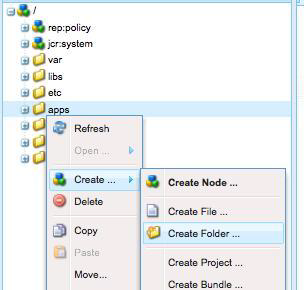 /
rep:policy
jcr:system
var
libs
etc
apps
Refresh
Open ...
Create ...
Delete
Copy
Paste
Move...
Create Node ...
Create File ...
Create Folder ...
Create Project ...
Create Bundle ...